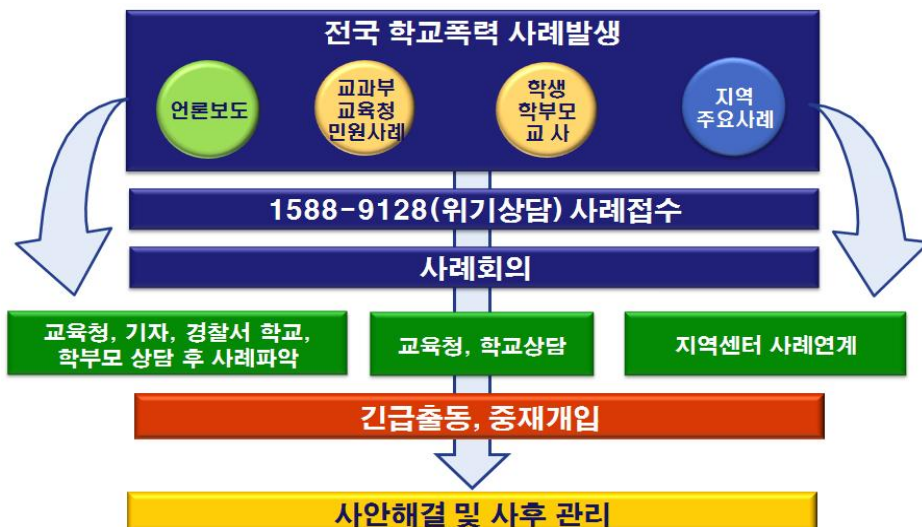 전국 학교폭력 사례발생
언론보도
교과부
교육청
민원사례
학생
학부모
교 사
지역
주요사례
1588-9128(위기상담) 사례접수
사례회의
교육청, 기자, 경찰서 학교,
학부모 상담 후 사례파악
교육청, 학교상담
지역센터 사례연계
긴급출동, 중재개입
사안해결 및 사후 관리